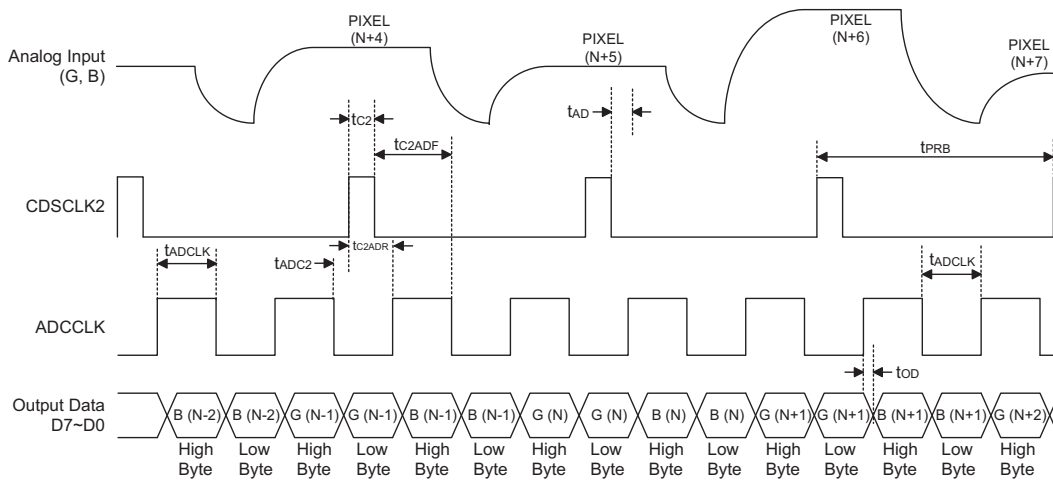 PIXEL
(N+4)
PIXEL
(N+5)
PIXEL
(N+6)
PIXEL
(N+7)
Analog Input
(G, B)
tC2
tAD
tC2ADF
tPRB
CDSCLK2
tADCLK
tADC2
tC2ADR
tADCLK
ADCCLK
tOD
Output Data
D7~D0
B (N-2) B (N-2) G (N-1) G (N-1) B (N-1) B (N-1) G (N) G (N) B (N) B (N) G (N+1) G (N+1) B (N+1) B (N+1) G (N+2)
High Low High Low High Low High Low High Low High Low High Low High
Byte Byte Byte Byte Byte Byte Byte Byte Byte Byte Byte Byte Byte Byte Byte